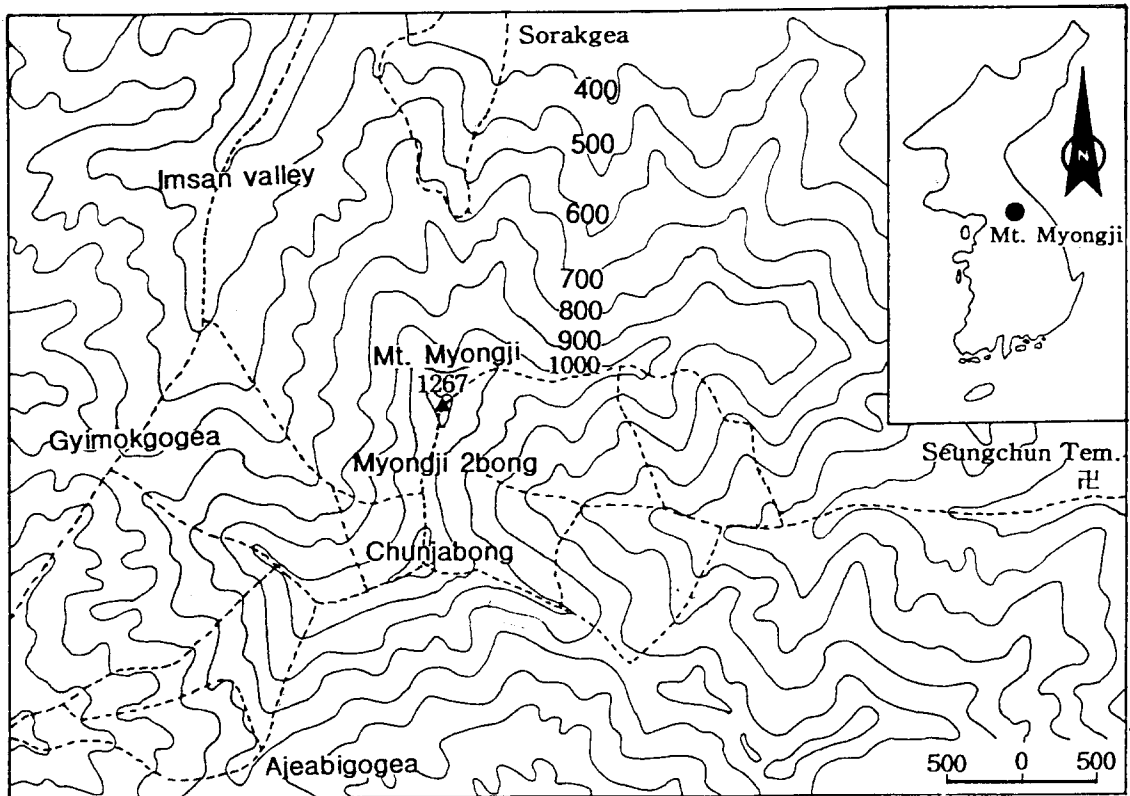 Sorakgea
400
500
Imsan valley
600
N
Mt. Myongji
700
800
900
Mt. Myongji
1000
1267
Gyimokgogea
Myongji 2bong
Seungchun Tem.
卍
Chunjabong
Ajeabigogea
500 0 500